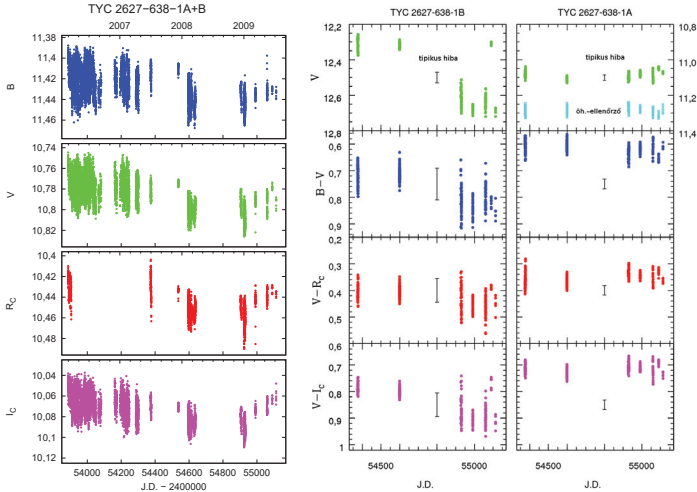 TYC 2627−638−1A+B
2007 2008 2009
11,38
11,4
11,42
11,44
11,46
B
10,74
10,76
10,78
10,8
10,82
V
10,4
10,42
10,44
10,46
10,48
R_C
10,04
10,06
10,08
10,1
10,12
I_C
54000 54200 54400 54600 54800 55000
J.D. − 2400000
TYC 2627-638-1B TYC 2627-638-1A
12,2
12,4
12,6
12,8
V
tipikus hiba
tipikus hiba
öh.-ellenőrző
10,8
11,0
11,2
11,4
0,6
0,7
0,8
0,9
B−V
0,2
0,3
0,4
0,5
V−R_C
0,6
0,7
0,8
0,9
1
V−I_C
54500 55000 54500 55000
J.D. J.D.